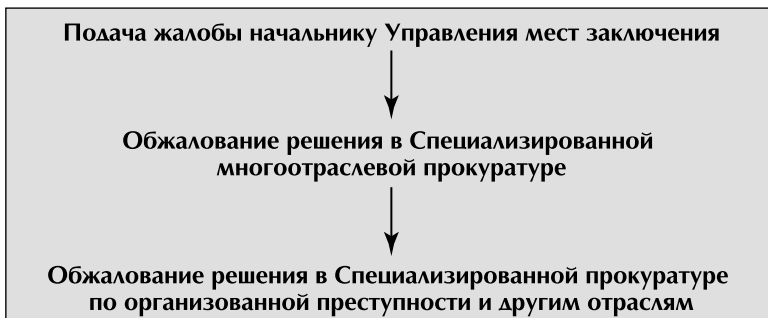 Подача жалобы начальнику Управления мест заключения
Обжалование решения в Специализированной
многоотраслевой прокуратуре
Обжалование решения в Специализированной прокуратуре
по организованной преступности и другим отраслям